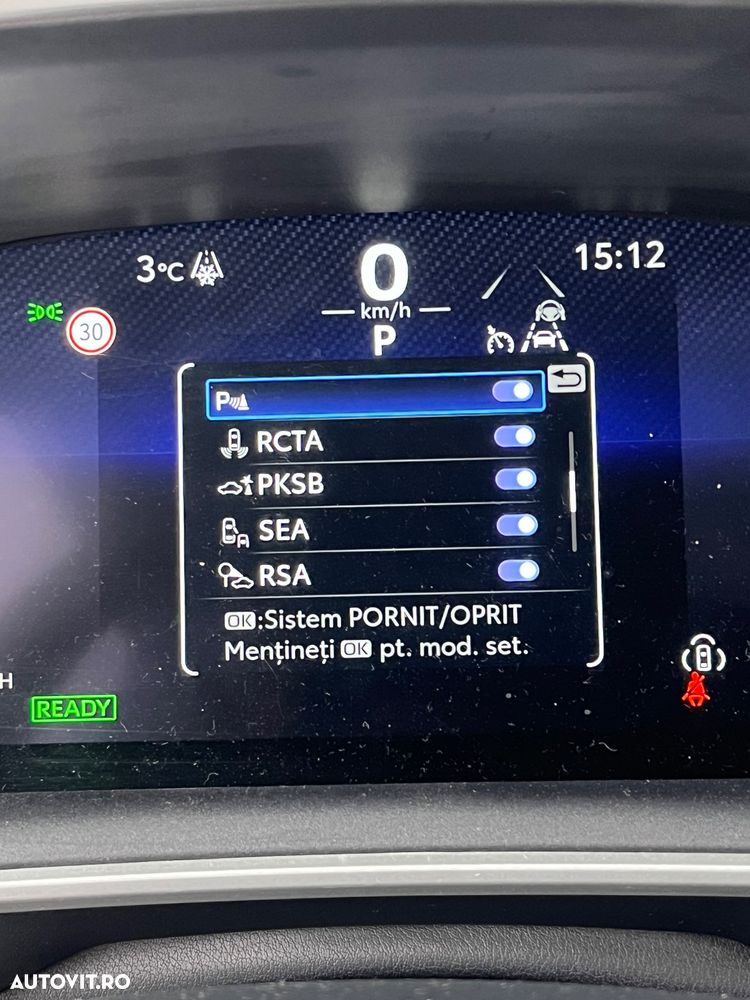 3°C
0
15:12
30
km/h
P
P
RCTA
PKSB
SEA
RSA
OK:Sistem PORNIT/OPRIT
Mențineți OK pt. mod. set.
H
READY
AUTOVIT.RO